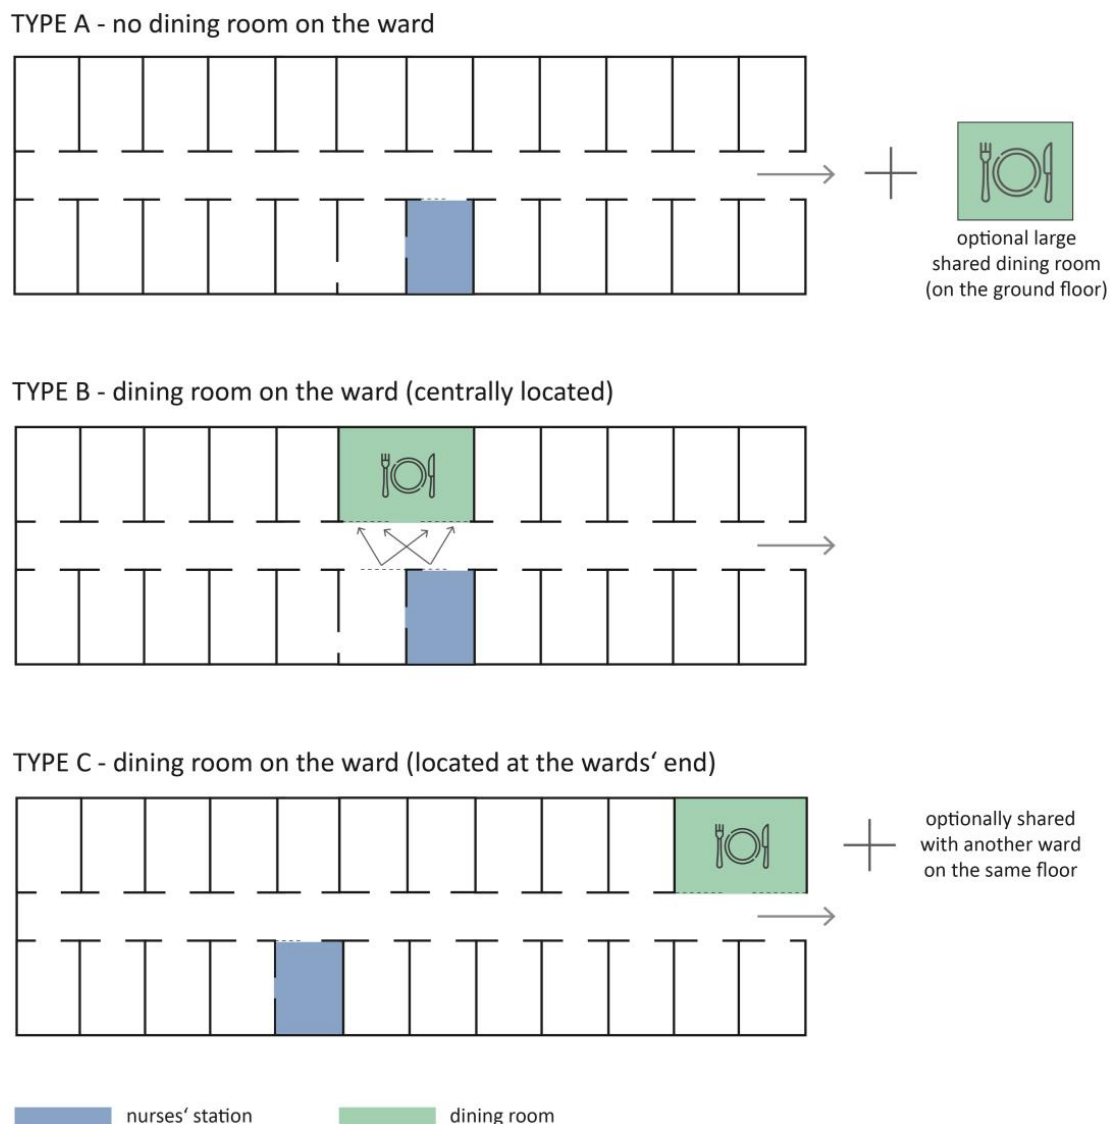 TYPE A - no dining room on the ward
optional large
shared dining room
(on the ground floor)
TYPE B - dining room on the ward (centrally located)
TYPE C - dining room on the ward (located at the wards‘ end)
optionally shared
with another ward
on the same floor
nurses‘ station
dining room